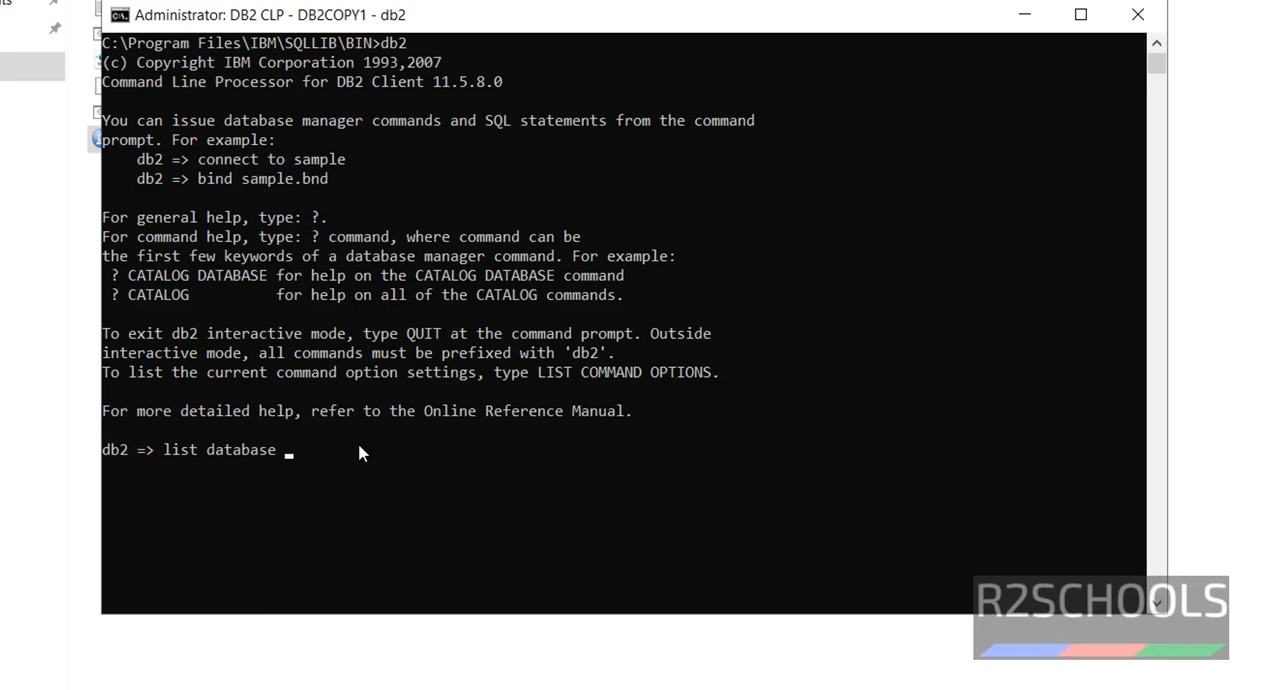 ts
Administrator: DB2 CLP - DB2COPY1 - db2
C:\Program Files\IBM\SQLLIB\BIN>db2
(c) Copyright IBM Corporation 1993,2007
Command Line Processor for DB2 Client 11.5.8.0
You can issue database manager commands and SQL statements from the command
prompt. For example:
    db2 => connect to sample
    db2 => bind sample.bnd
For general help, type: ?.
For command help, type: ? command, where command can be
the first few keywords of a database manager command. For example:
 ? CATALOG DATABASE for help on the CATALOG DATABASE command
 ? CATALOG          for help on all of the CATALOG commands.
To exit db2 interactive mode, type QUIT at the command prompt. Outside
interactive mode, all commands must be prefixed with 'db2'.
To list the current command option settings, type LIST COMMAND OPTIONS.
For more detailed help, refer to the Online Reference Manual.
db2 => list database _
R2SCHOOLS